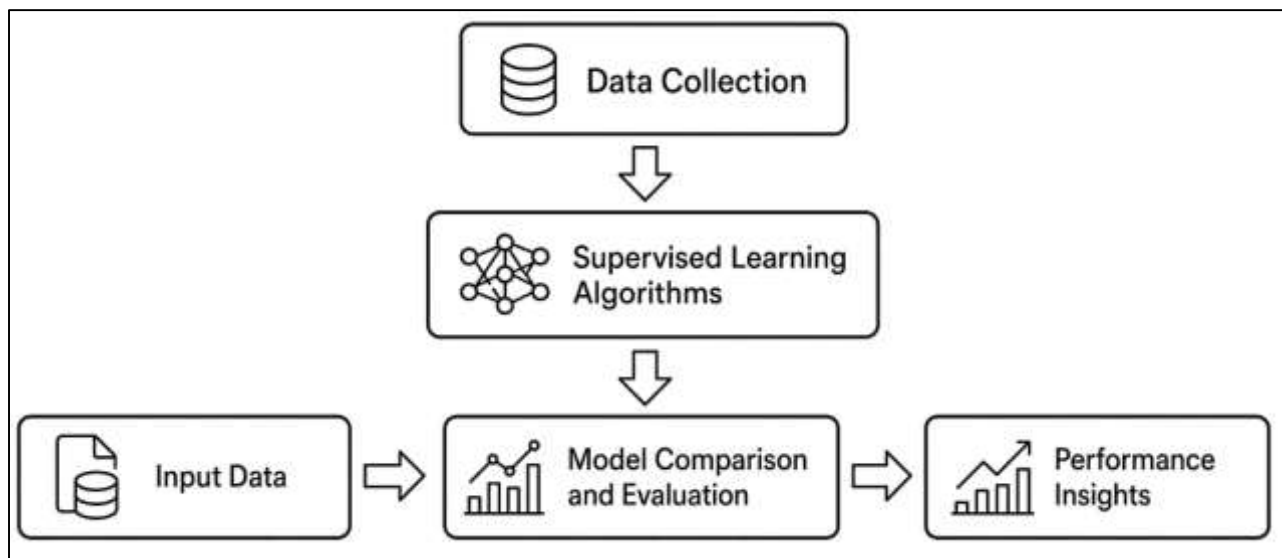 Data Collection
Supervised Learning
Algorithms
Input Data
Model Comparison
and Evaluation
Performance
Insights